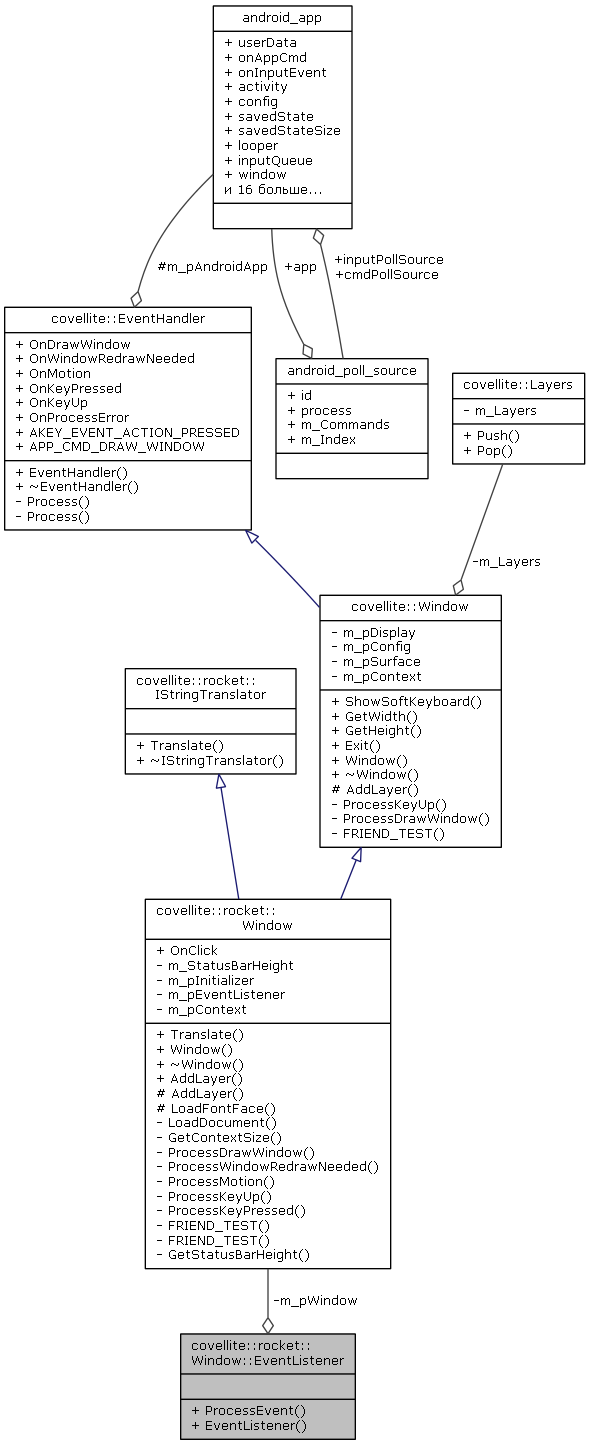 android_app
+ userData
+ onAppCmd
+ onInputEvent
+ activity
+ config
+ savedState
+ savedStateSize
+ looper
+ inputQueue
+ window
и 16 больше...
#m_pAndroidApp
+app
+inputPollSource
+cmdPollSource
covellite::EventHandler
+ OnDrawWindow
+ OnWindowRedrawNeeded
+ OnMotion
+ OnKeyPressed
+ OnKeyUp
+ OnProcessError
+ AKEY_EVENT_ACTION_PRESSED
+ APP_CMD_DRAW_WINDOW
+ EventHandler()
+ ~EventHandler()
- Process()
- Process()
android_poll_source
+ id
+ process
+ m_Commands
+ m_Index
covellite::Layers
- m_Layers
+ Push()
+ Pop()
-m_Layers
covellite::Window
- m_pDisplay
- m_pConfig
- m_pSurface
- m_pContext
+ ShowSoftKeyboard()
+ GetWidth()
+ GetHeight()
+ Exit()
+ Window()
+ ~Window()
# AddLayer()
- ProcessKeyUp()
- ProcessDrawWindow()
- FRIEND_TEST()
covellite::rocket::
IStringTranslator
+ Translate()
+ ~IStringTranslator()
covellite::rocket::
Window
+ OnClick
- m_StatusBarHeight
- m_pInitializer
- m_pEventListener
- m_pContext
+ Translate()
+ Window()
+ ~Window()
+ AddLayer()
# AddLayer()
# LoadFontFace()
- LoadDocument()
- GetContextSize()
- ProcessDrawWindow()
- ProcessWindowRedrawNeeded()
- ProcessMotion()
- ProcessKeyUp()
- ProcessKeyPressed()
- FRIEND_TEST()
- FRIEND_TEST()
- GetStatusBarHeight()
-m_pWindow
covellite::rocket::
Window::EventListener
+ ProcessEvent()
+ EventListener()